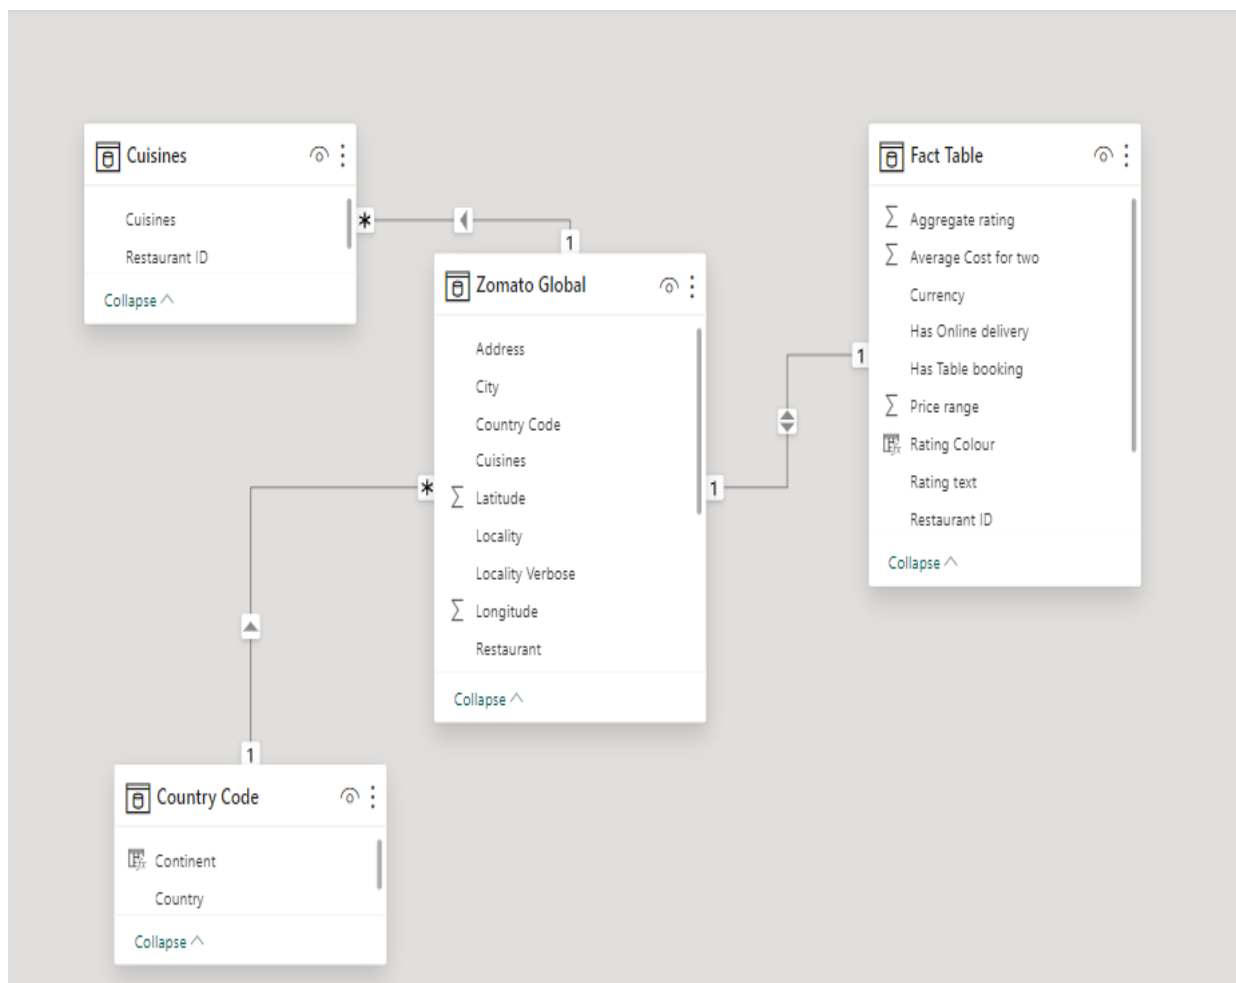 Cuisines
Cuisines
Restaurant ID
Collapse
*
1
Zomato Global
Address
City
Country Code
Cuisines
Σ Latitude
Locality
Locality Verbose
Σ Longitude
Restaurant
Collapse
*
1
1
Fact Table
Σ Aggregate rating
Σ Average Cost for two
Currency
Has Online delivery
Has Table booking
Σ Price range
Rating Colour
Rating text
Restaurant ID
Collapse
1
Country Code
Continent
Country
Collapse